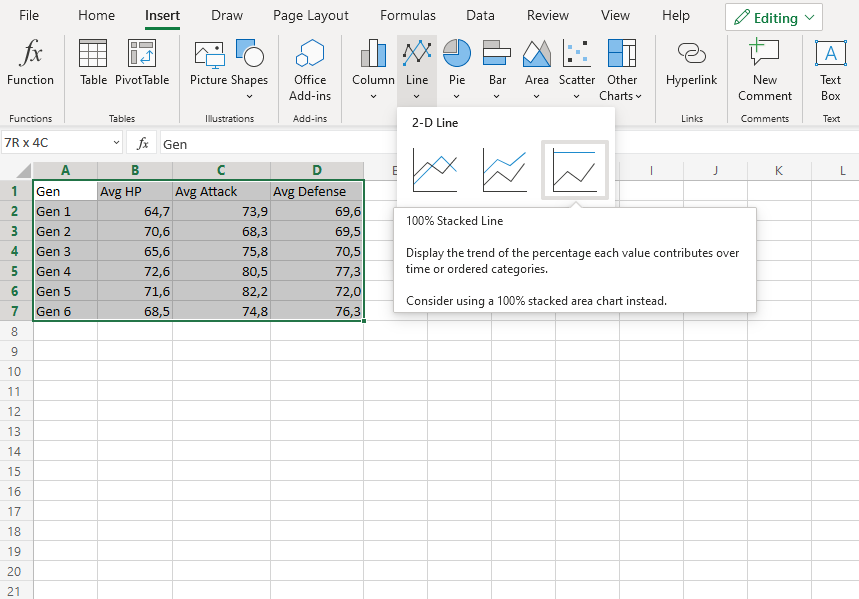 File Home Insert Draw Page Layout Formulas Data Review View Help Editing
fx
Function Table PivotTable Picture Shapes Office Add-ins Column Line Pie Bar Area Scatter Other Charts Hyperlink New Comment A Text Box
Functions Tables Illustrations Add-ins Links Comments Text
2-D Line
7R x 4C fx Gen
A B C D E I J K L
1 Gen Avg HP Avg Attack Avg Defense
2 Gen 1 64,7 73,9 69,6
3 Gen 2 70,6 68,3 69,5
4 Gen 3 65,6 75,8 70,5
5 Gen 4 72,6 80,5 77,3
6 Gen 5 71,6 82,2 72,0
7 Gen 6 68,5 74,8 76,3
100% Stacked Line
Display the trend of the percentage each value contributes over
time or ordered categories.
Consider using a 100% stacked area chart instead.
8
9
10
11
12
13
14
15
16
17
18
19
20
21